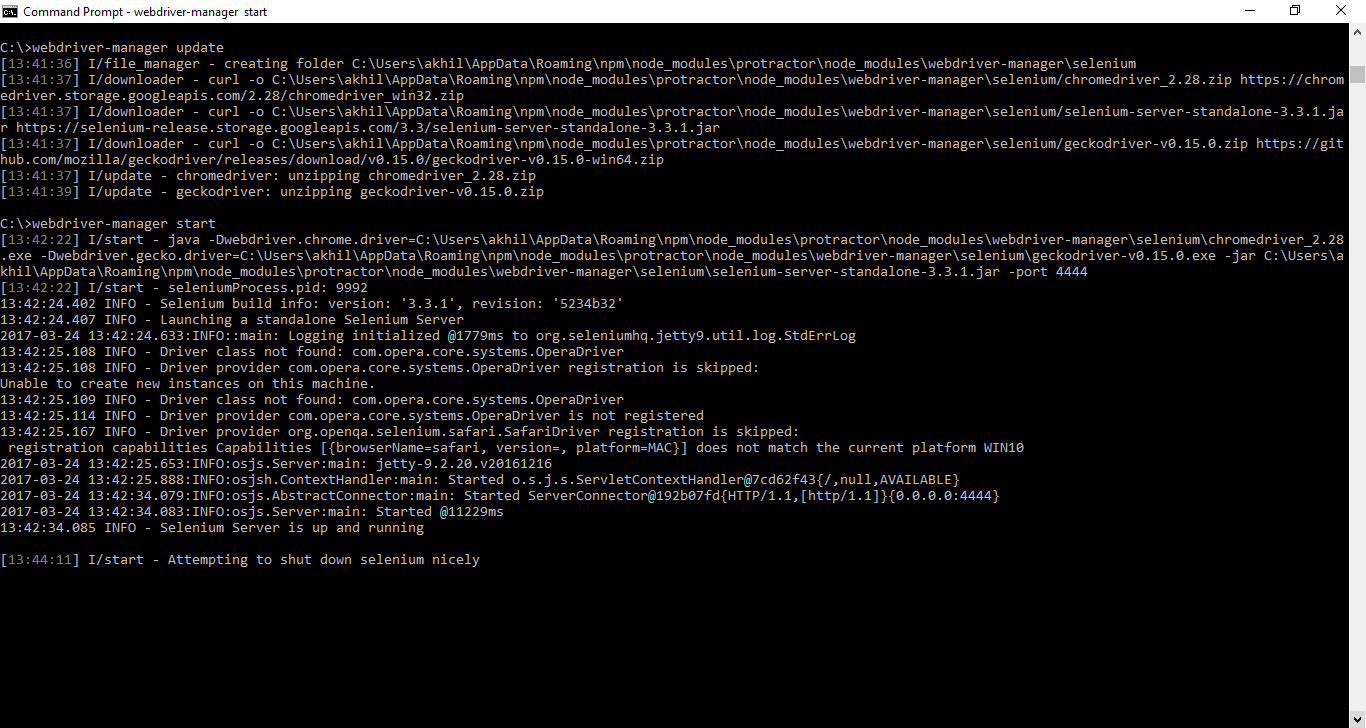 Command Prompt - webdriver-manager start
C:\>webdriver-manager update
[13:41:36] I/file_manager - creating folder C:\Users\akhil\AppData\Roaming\npm\node_modules\protractor\node_modules\webdriver-manager\selenium
[13:41:37] I/downloader - curl -o C:\Users\akhil\AppData\Roaming\npm\node_modules\protractor\node_modules\webdriver-manager\selenium/chromedriver_2.28.zip https://chrom
edriver.storage.googleapis.com/2.28/chromedriver_win32.zip
[13:41:37] I/downloader - curl -o C:\Users\akhil\AppData\Roaming\npm\node_modules\protractor\node_modules\webdriver-manager\selenium/selenium-server-standalone-3.3.1.ja
r https://selenium-release.storage.googleapis.com/3.3/selenium-server-standalone-3.3.1.jar
[13:41:37] I/downloader - curl -o C:\Users\akhil\AppData\Roaming\npm\node_modules\protractor\node_modules\webdriver-manager\selenium/geckodriver-v0.15.0.zip https://git
hub.com/mozilla/geckodriver/releases/download/v0.15.0/geckodriver-v0.15.0-win64.zip
[13:41:37] I/update - chromedriver: unzipping chromedriver_2.28.zip
[13:41:39] I/update - geckodriver: unzipping geckodriver-v0.15.0.zip
C:\>webdriver-manager start
[13:42:22] I/start - java -Dwebdriver.chrome.driver=C:\Users\akhil\AppData\Roaming\npm\node_modules\protractor\node_modules\webdriver-manager\selenium\chromedriver_2.28
.exe -Dwebdriver.gecko.driver=C:\Users\akhil\AppData\Roaming\npm\node_modules\protractor\node_modules\webdriver-manager\selenium\geckodriver-v0.15.0.exe -jar C:\Users\a
khil\AppData\Roaming\npm\node_modules\protractor\node_modules\webdriver-manager\selenium\selenium-server-standalone-3.3.1.jar -port 4444
[13:42:22] I/start - seleniumProcess.pid: 9992
13:42:24.402 INFO - Selenium build info: version: '3.3.1', revision: '5234b32'
13:42:24.407 INFO - Launching a standalone Selenium Server
2017-03-24 13:42:24.633:INFO::main: Logging initialized @1779ms to org.seleniumhq.jetty9.util.log.StdErrLog
13:42:25.108 INFO - Driver class not found: com.opera.core.systems.OperaDriver
13:42:25.108 INFO - Driver provider com.opera.core.systems.OperaDriver registration is skipped:
Unable to create new instances on this machine.
13:42:25.109 INFO - Driver class not found: com.opera.core.systems.OperaDriver
13:42:25.114 INFO - Driver provider com.opera.core.systems.OperaDriver is not registered
13:42:25.167 INFO - Driver provider org.openqa.selenium.safari.SafariDriver registration is skipped:
 registration capabilities Capabilities [{browserName=safari, version=, platform=MAC}] does not match the current platform WIN10
2017-03-24 13:42:25.653:INFO:osjs.Server:main: jetty-9.2.20.v20161216
2017-03-24 13:42:25.888:INFO:osjsh.ContextHandler:main: Started o.s.j.s.ServletContextHandler@7cd62f43{/,null,AVAILABLE}
2017-03-24 13:42:34.079:INFO:osjs.AbstractConnector:main: Started ServerConnector@192b07fd{HTTP/1.1,[http/1.1]}{0.0.0.0:4444}
2017-03-24 13:42:34.083:INFO:osjs.Server:main: Started @11229ms
13:42:34.085 INFO - Selenium Server is up and running
[13:44:11] I/start - Attempting to shut down selenium nicely